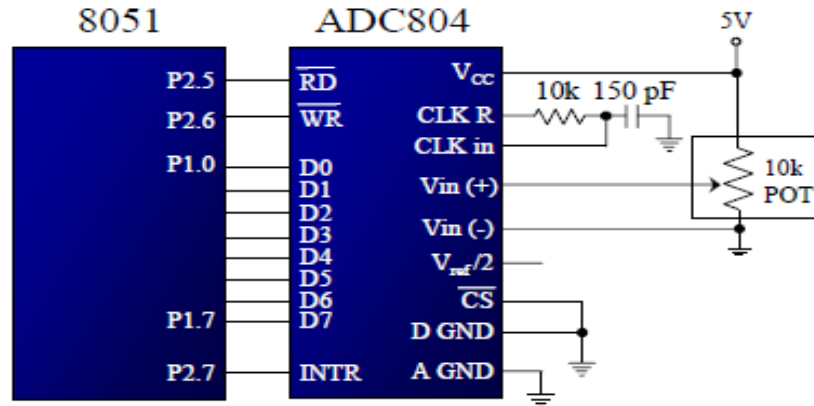 8051
ADC804
5V
P2.5
RD
VCC
10k
150 pF
P2.6
WR
CLK R
CLK in
P1.0
D0
D1
D2
D3
D4
D5
D6
P1.7
D7
Vin (+)
10k
POT
Vin (-)
Vref/2
CS
D GND
P2.7
INTR
A GND